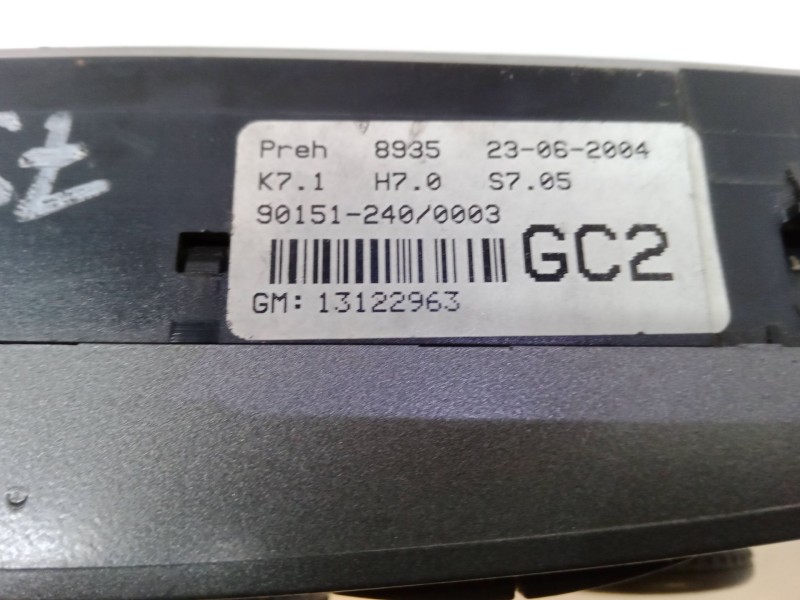 Preh 8935 23-06-2004
K7.1 H7.0 S7.05
90151-240/0003
GC2
GM: 13122963